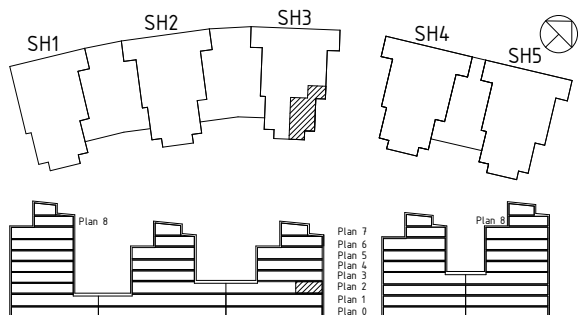 SH1
SH2
SH3
SH4
SH5
Plan 8
Plan 7
Plan 6
Plan 5
Plan 4
Plan 3
Plan 2
Plan 1
Plan 0
Plan 8